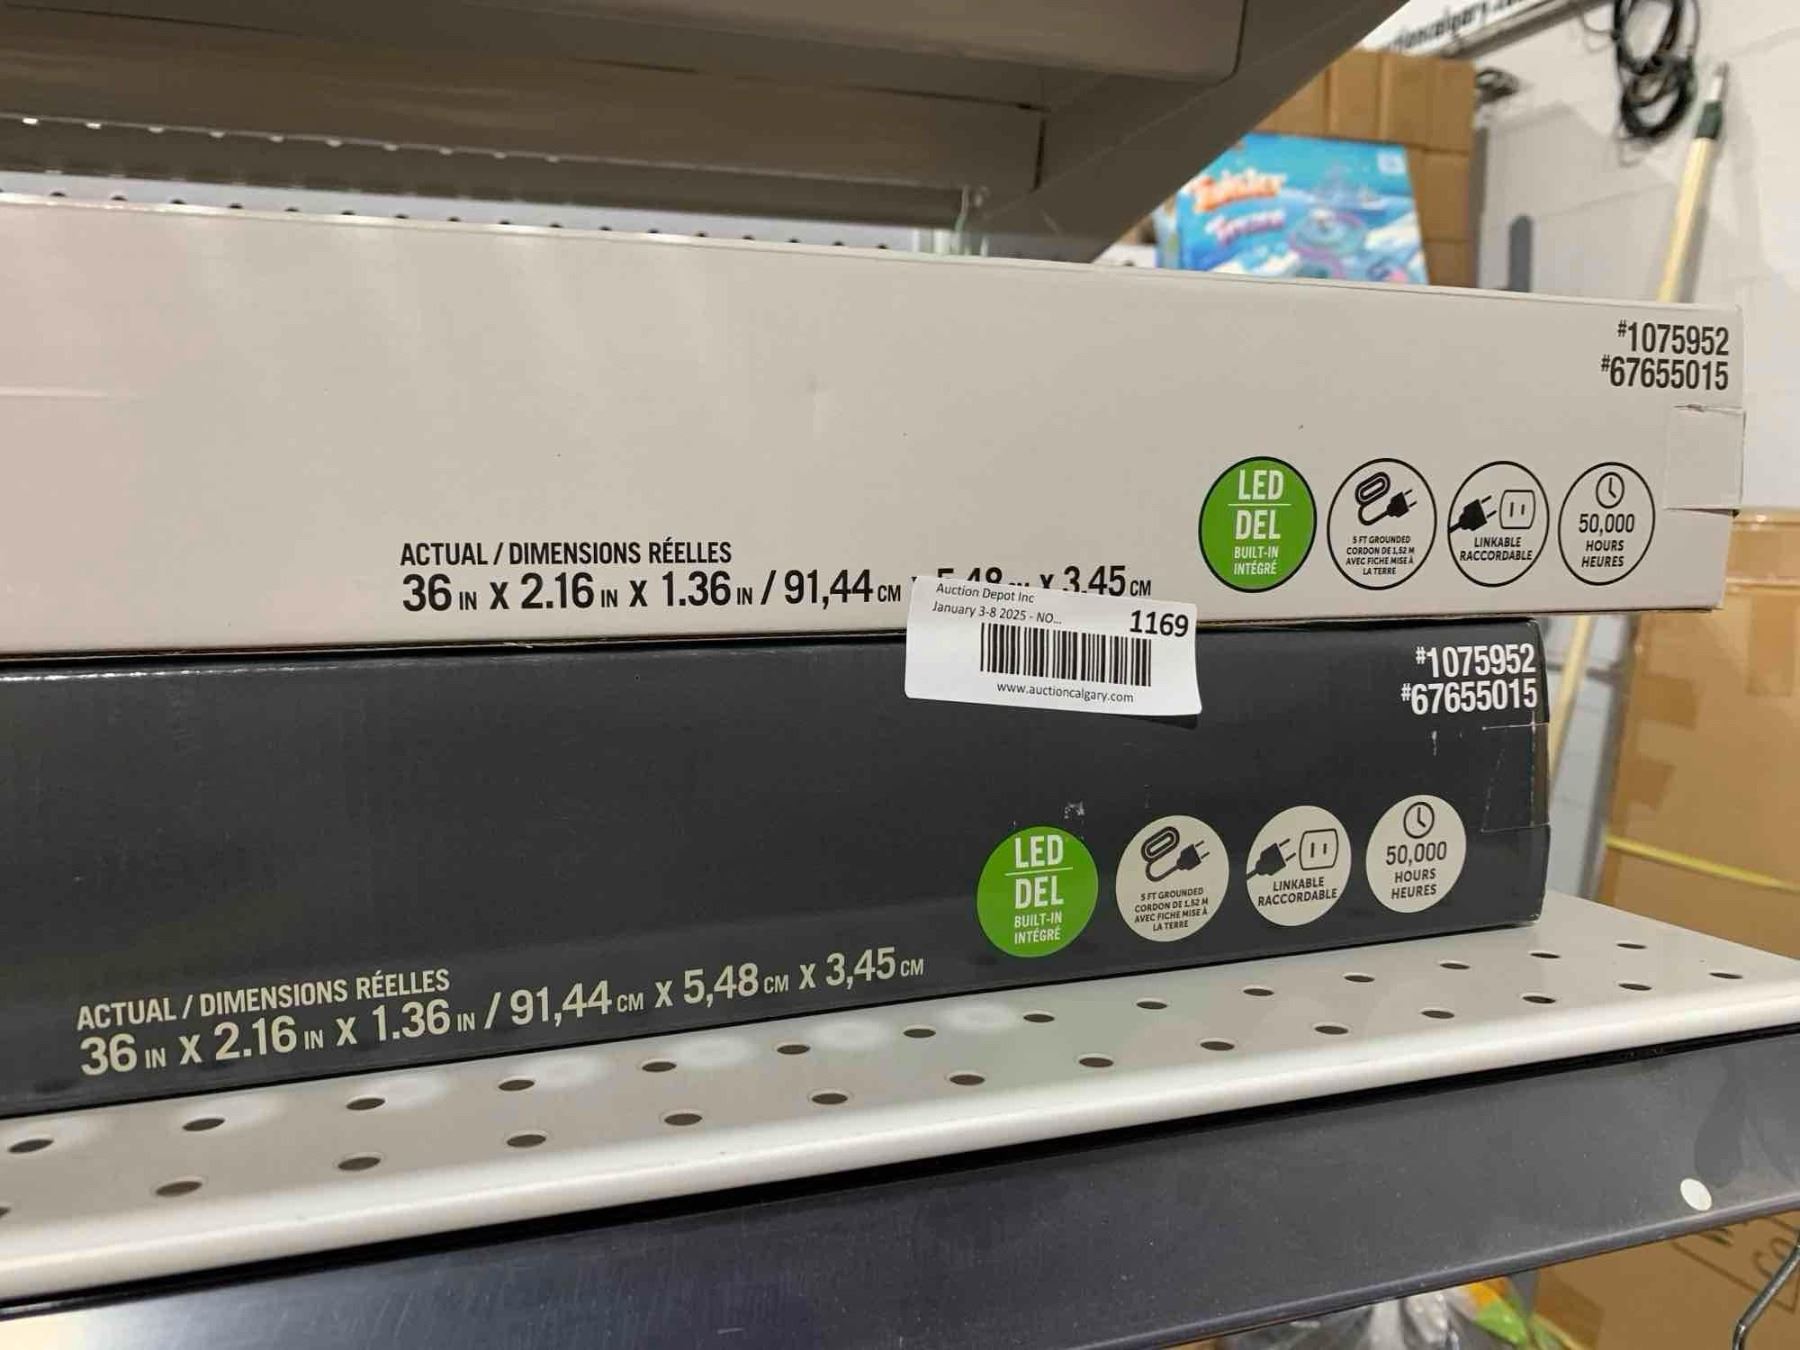 #1075952
#67655015
LED
DEL
BUILT-IN
INTÉGRÉ
5 FT GROUNDED
CORDON DE 1,52 M
AVEC FICHE MISE À
LA TERRE
LINKABLE
RACCORDABLE
50,000
HOURS
HEURES
ACTUAL / DIMENSIONS RÉELLES
36 IN X 2.16 IN X 1.36 IN / 91,44 CM X 3,45 CM
Auction Depot Inc
January 3-8 2025 - NO...
1169
www.auctioncalgary.com
#1075952
#67655015
LED
DEL
BUILT-IN
INTÉGRÉ
5 FT GROUNDED
CORDON DE 1,52 M
AVEC FICHE MISE À
LA TERRE
LINKABLE
RACCORDABLE
50,000
HOURS
HEURES
ACTUAL / DIMENSIONS RÉELLES
36 IN X 2.16 IN X 1.36 IN / 91,44 CM X 5,48 CM X 3,45 CM